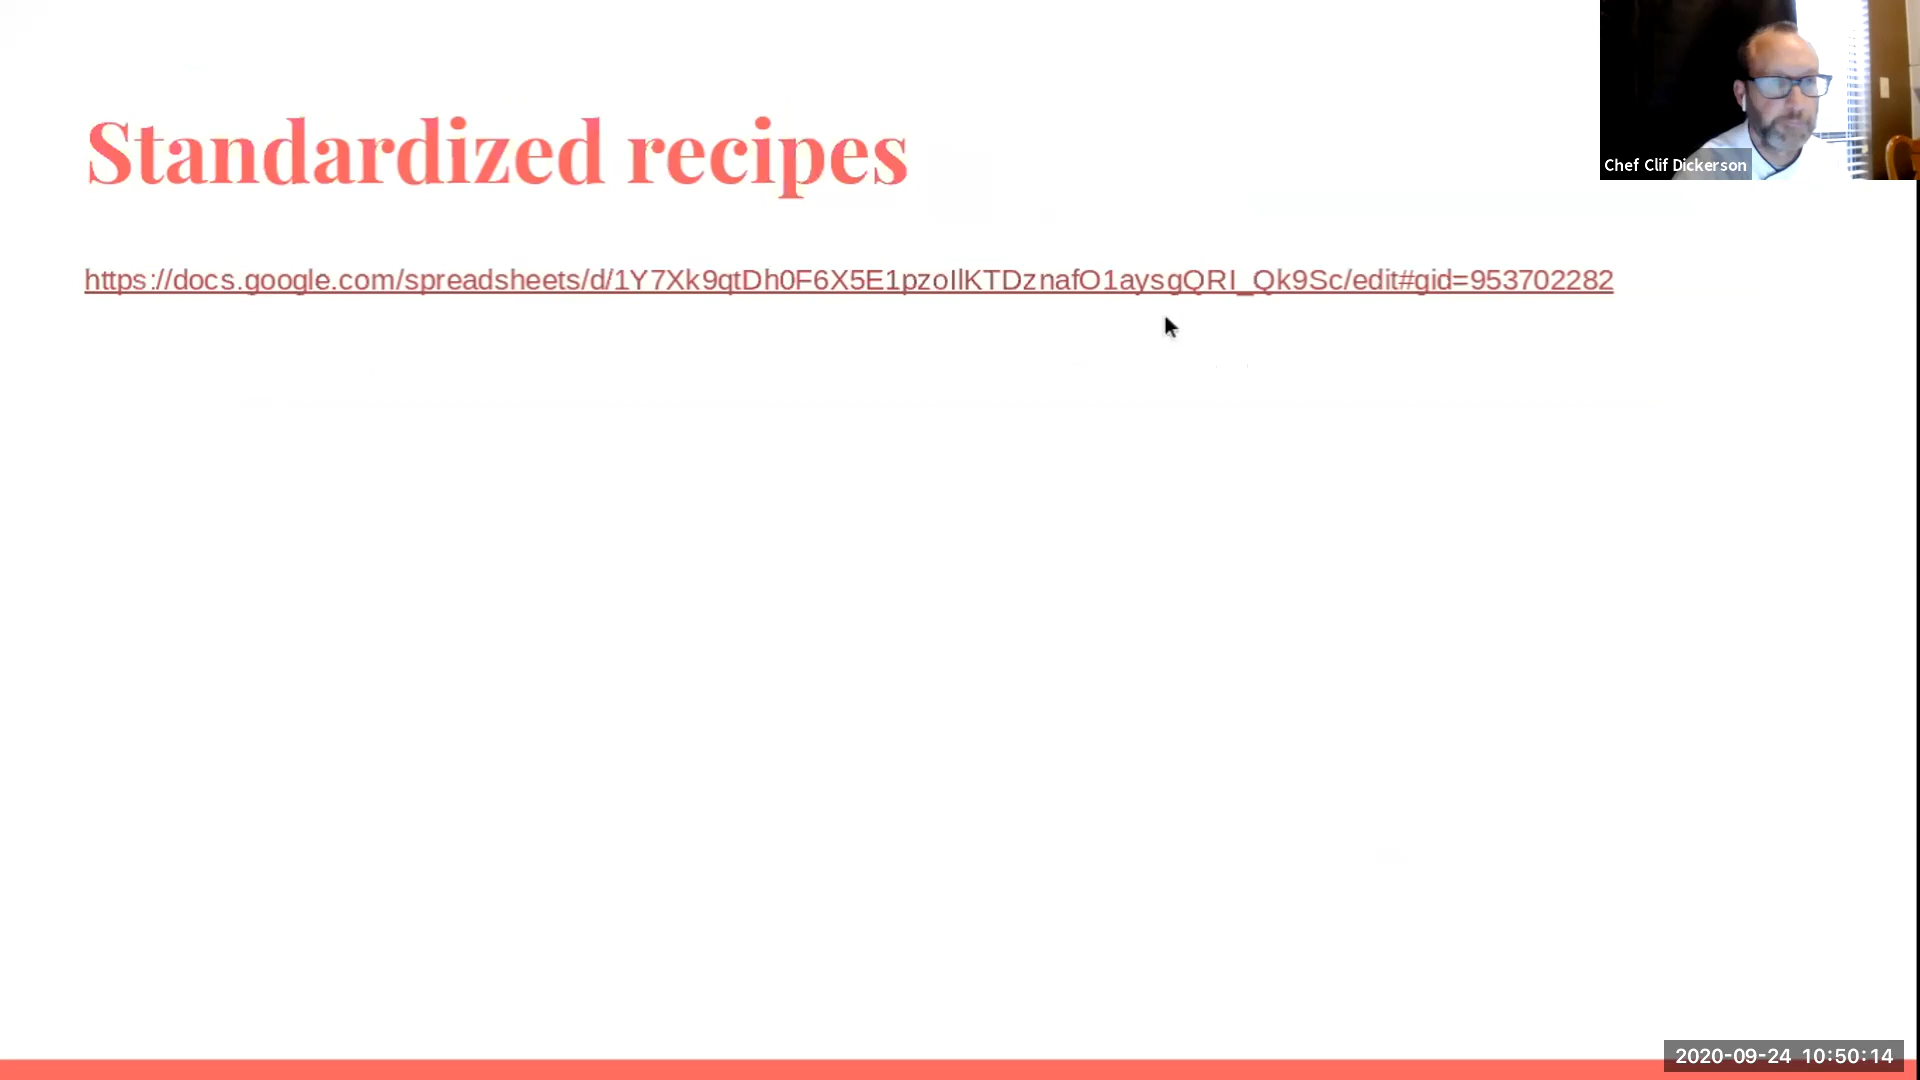 Standardized recipes
https://docs.google.com/spreadsheets/d/1Y7Xk9qtDh0F6X5E1pzoIlKTDznafO1aysgQRI_Qk9Sc/edit#gid=953702282
Chef Clif Dickerson
2020-09-24 10:50:14